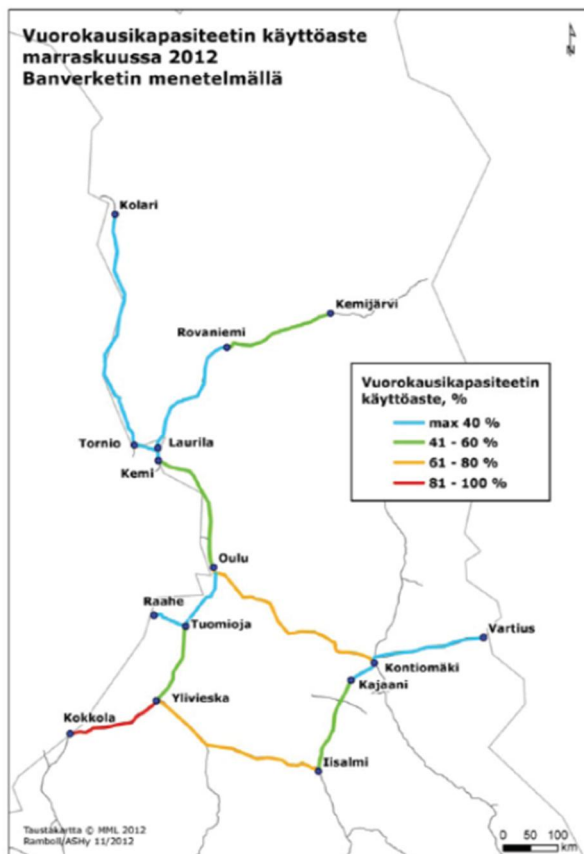 Vuorokausikapasiteetin käyttöaste
marraskuussa 2012
Banverketin menetelmällä
N
Kolari
Kemijärvi
Rovaniemi
Vuorokausikapasiteetin
käyttöaste, %
max 40 %
41 - 60 %
61 - 80 %
81 - 100 %
Tornio
Laurila
Kemi
Oulu
Raahe
Tuomioja
Vartius
Kontiomäki
Kajaani
Ylivieska
Kokkola
Iisalmi
Taustakartta © MML 2012
Ramboll/ASHy 11/2012
0 50 100
km